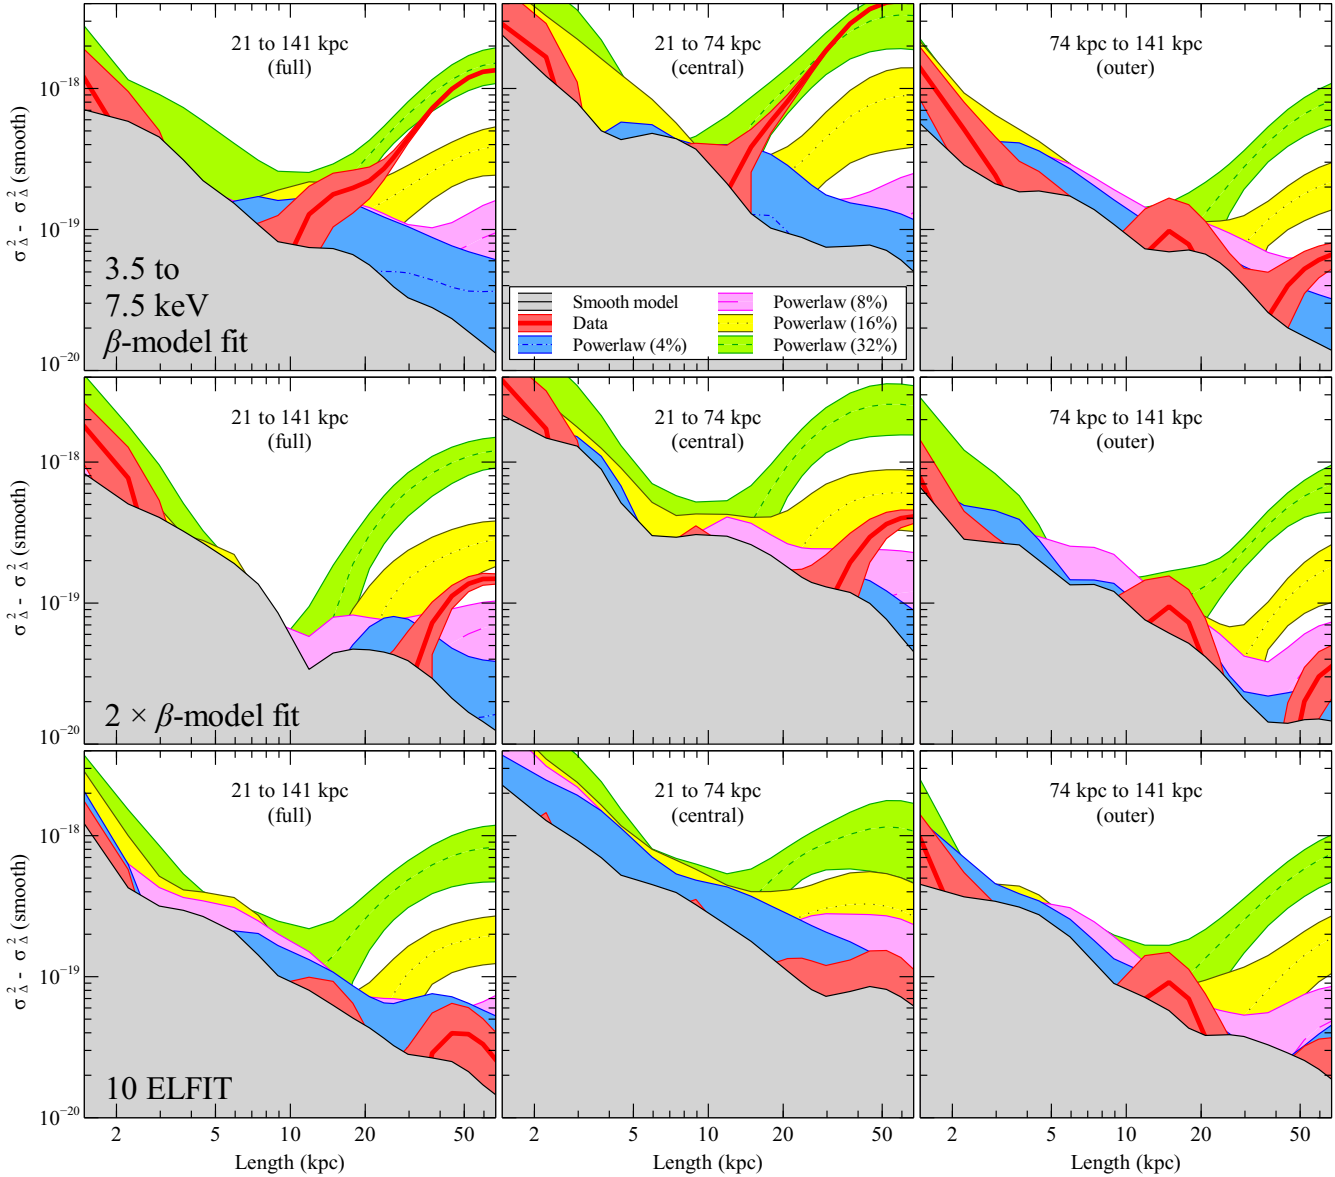 21 to 141 kpc
(full)
21 to 74 kpc
(central)
74 kpc to 141 kpc
(outer)
10⁻¹⁸
10⁻¹⁹
10⁻²⁰
σ²_Δ - σ²_Δ (smooth)
3.5 to
7.5 keV
β-model fit
Smooth model
Data
Powerlaw (4%)
Powerlaw (8%)
Powerlaw (16%)
Powerlaw (32%)
21 to 141 kpc
(full)
21 to 74 kpc
(central)
74 kpc to 141 kpc
(outer)
10⁻¹⁸
10⁻¹⁹
10⁻²⁰
σ²_Δ - σ²_Δ (smooth)
2 × β-model fit
21 to 141 kpc
(full)
21 to 74 kpc
(central)
74 kpc to 141 kpc
(outer)
10⁻¹⁸
10⁻¹⁹
10⁻²⁰
σ²_Δ - σ²_Δ (smooth)
10 ELFIT
2 5 10 20 50
2 5 10 20 50
2 5 10 20 50
Length (kpc)
Length (kpc)
Length (kpc)